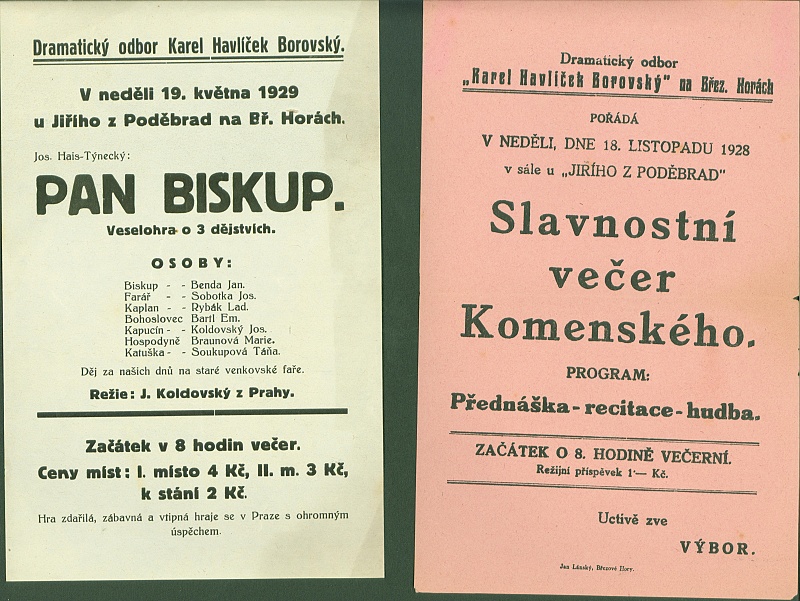 Dramatický odbor Karel Havlíček Borovský.
V neděli 19. května 1929
u Jiřího z Poděbrad na Bř. Horách.
Jos. Hais-Týnecký:
PAN BISKUP.
Veselohra o 3 dějstvích.
OSOBY:
Biskup - - Benda Jan.
Farář - - Sobotka Jos.
Kaplan - - Rybák Lad.
Bohoslovec Bartl Em.
Kapucín - - Koldovský Jos.
Hospodyně Braunová Marie.
Katuška - - Soukupová Táňa.
Děj za našich dnů na staré venkovské faře.
Režie: J. Koldovský z Prahy.
Začátek v 8 hodin večer.
Ceny míst: I. místo 4 Kč, II. m. 3 Kč,
k stání 2 Kč.
Hra zdařilá, zábavná a vtipná hraje se v Praze s ohromným
úspěchem.
Dramatický odbor
„Karel Havlíček Borovský" na Břez. Horách
POŘÁDÁ
V NEDĚLI, DNE 18. LISTOPADU 1928
v sále u „JIŘÍHO Z PODĚBRAD"
Slavnostní
večer
Komenského.
PROGRAM:
Přednáška - recitace - hudba.
ZAČÁTEK O 8. HODINĚ VEČERNÍ.
Režijní příspěvek 1·— Kč.
Uctivě zve
VÝBOR.
Jan Lánský, Březové Hory.